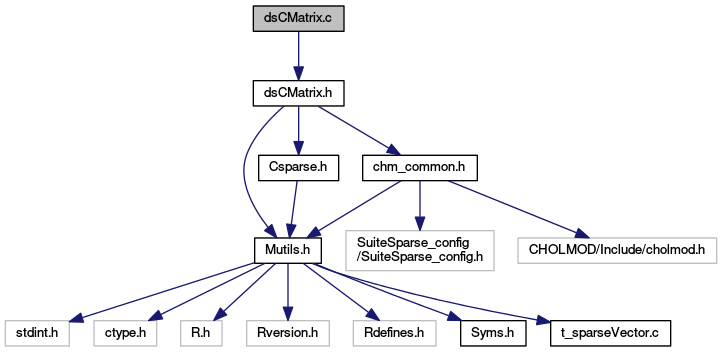 dsCMatrix.c
dsCMatrix.h
Csparse.h
chm_common.h
Mutils.h
SuiteSparse_config
/SuiteSparse_config.h
CHOLMOD/Include/cholmod.h
stdint.h
ctype.h
R.h
Rversion.h
Rdefines.h
Syms.h
t_sparseVector.c